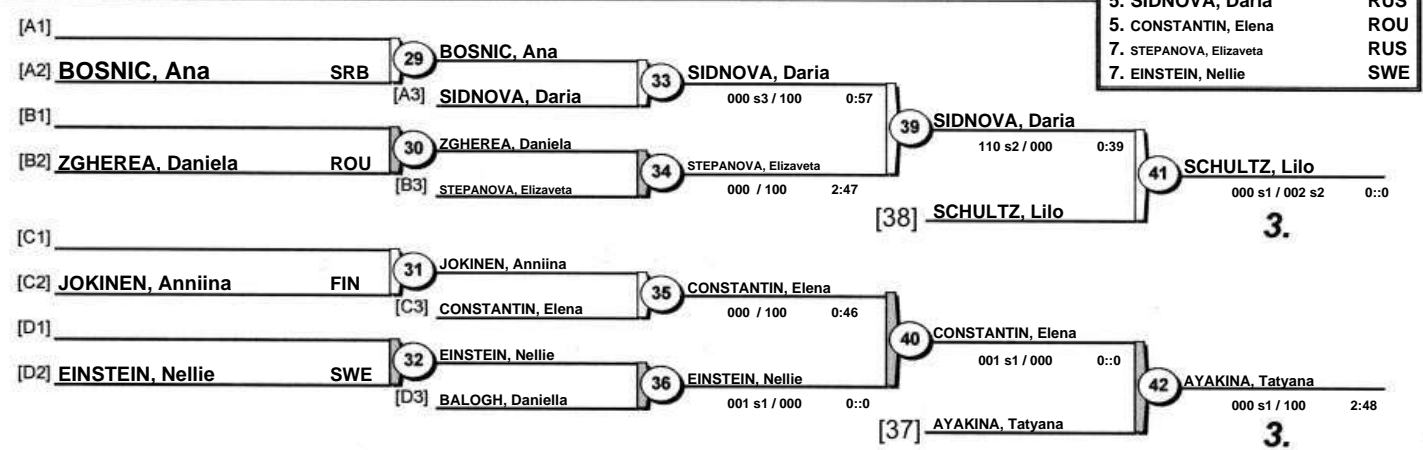 5. SIDNOVA, Daria RUS
5. CONSTANTIN, Elena ROU
7. STEPANOVA, Elizaveta RUS
7. EINSTEIN, Nellie SWE
[A1]
[A2] BOSNIC, Ana SRB
29
BOSNIC, Ana
[A3] SIDNOVA, Daria
33
SIDNOVA, Daria
000 s3 / 100 0:57
[B1]
[B2] ZGHEREA, Daniela ROU
30
ZGHEREA, Daniela
[B3] STEPANOVA, Elizaveta
34
STEPANOVA, Elizaveta
000 / 100 2:47
39
SIDNOVA, Daria
110 s2 / 000 0:39
[38] SCHULTZ, Lilo
41
SCHULTZ, Lilo
000 s1 / 002 s2 0::0
3.
[C1]
[C2] JOKINEN, Anniina FIN
31
JOKINEN, Anniina
[C3] CONSTANTIN, Elena
35
CONSTANTIN, Elena
000 / 100 0:46
[D1]
[D2] EINSTEIN, Nellie SWE
32
EINSTEIN, Nellie
[D3] BALOGH, Daniella
36
EINSTEIN, Nellie
001 s1 / 000 0::0
40
CONSTANTIN, Elena
001 s1 / 000 0::0
[37] AYAKINA, Tatyana
42
AYAKINA, Tatyana
000 s1 / 100 2:48
3.